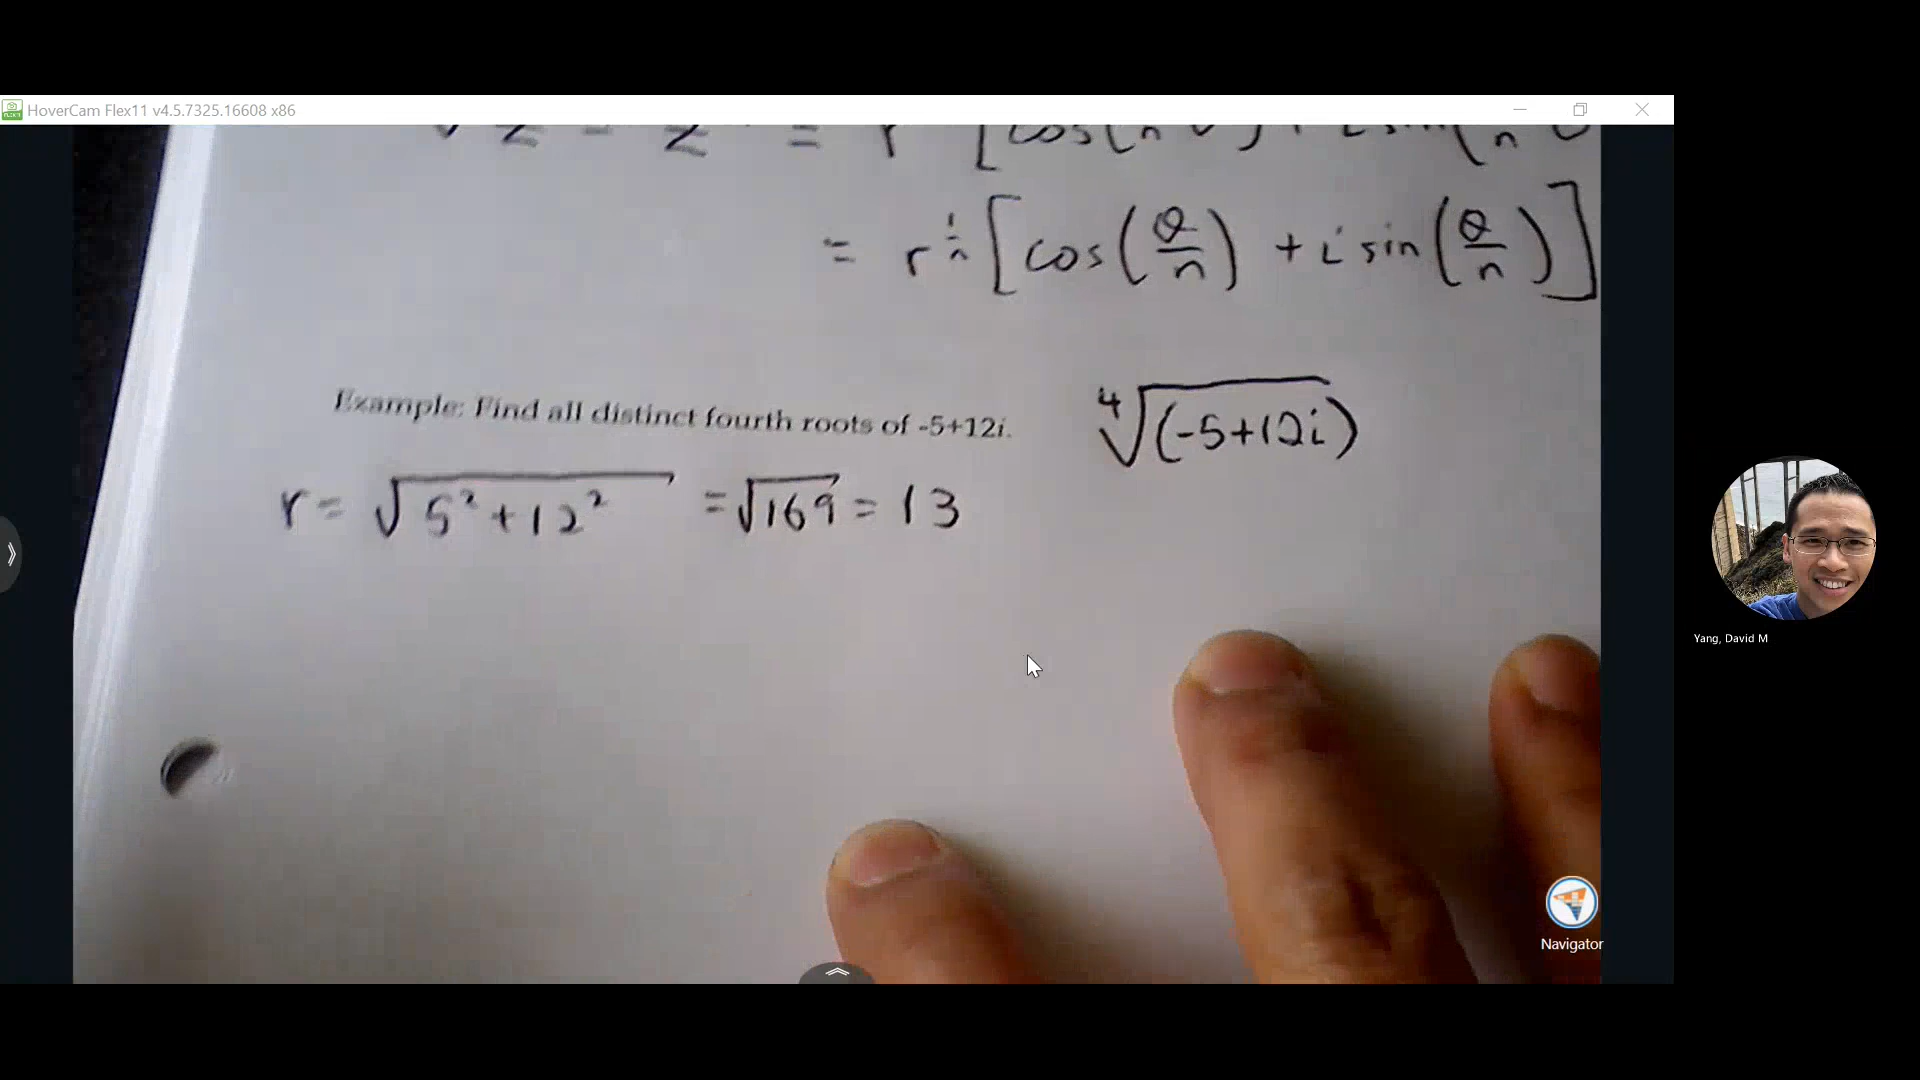 HoverCam Flex11 v4.5.7325.16608 x86
= r^{1/n} [cos(θ/n) + i sin(θ/n)]
Example: Find all distinct fourth roots of -5+12i.
∜(-5+12i)
r = √(5²+12²) = √169 = 13
Yang, David M
Navigator